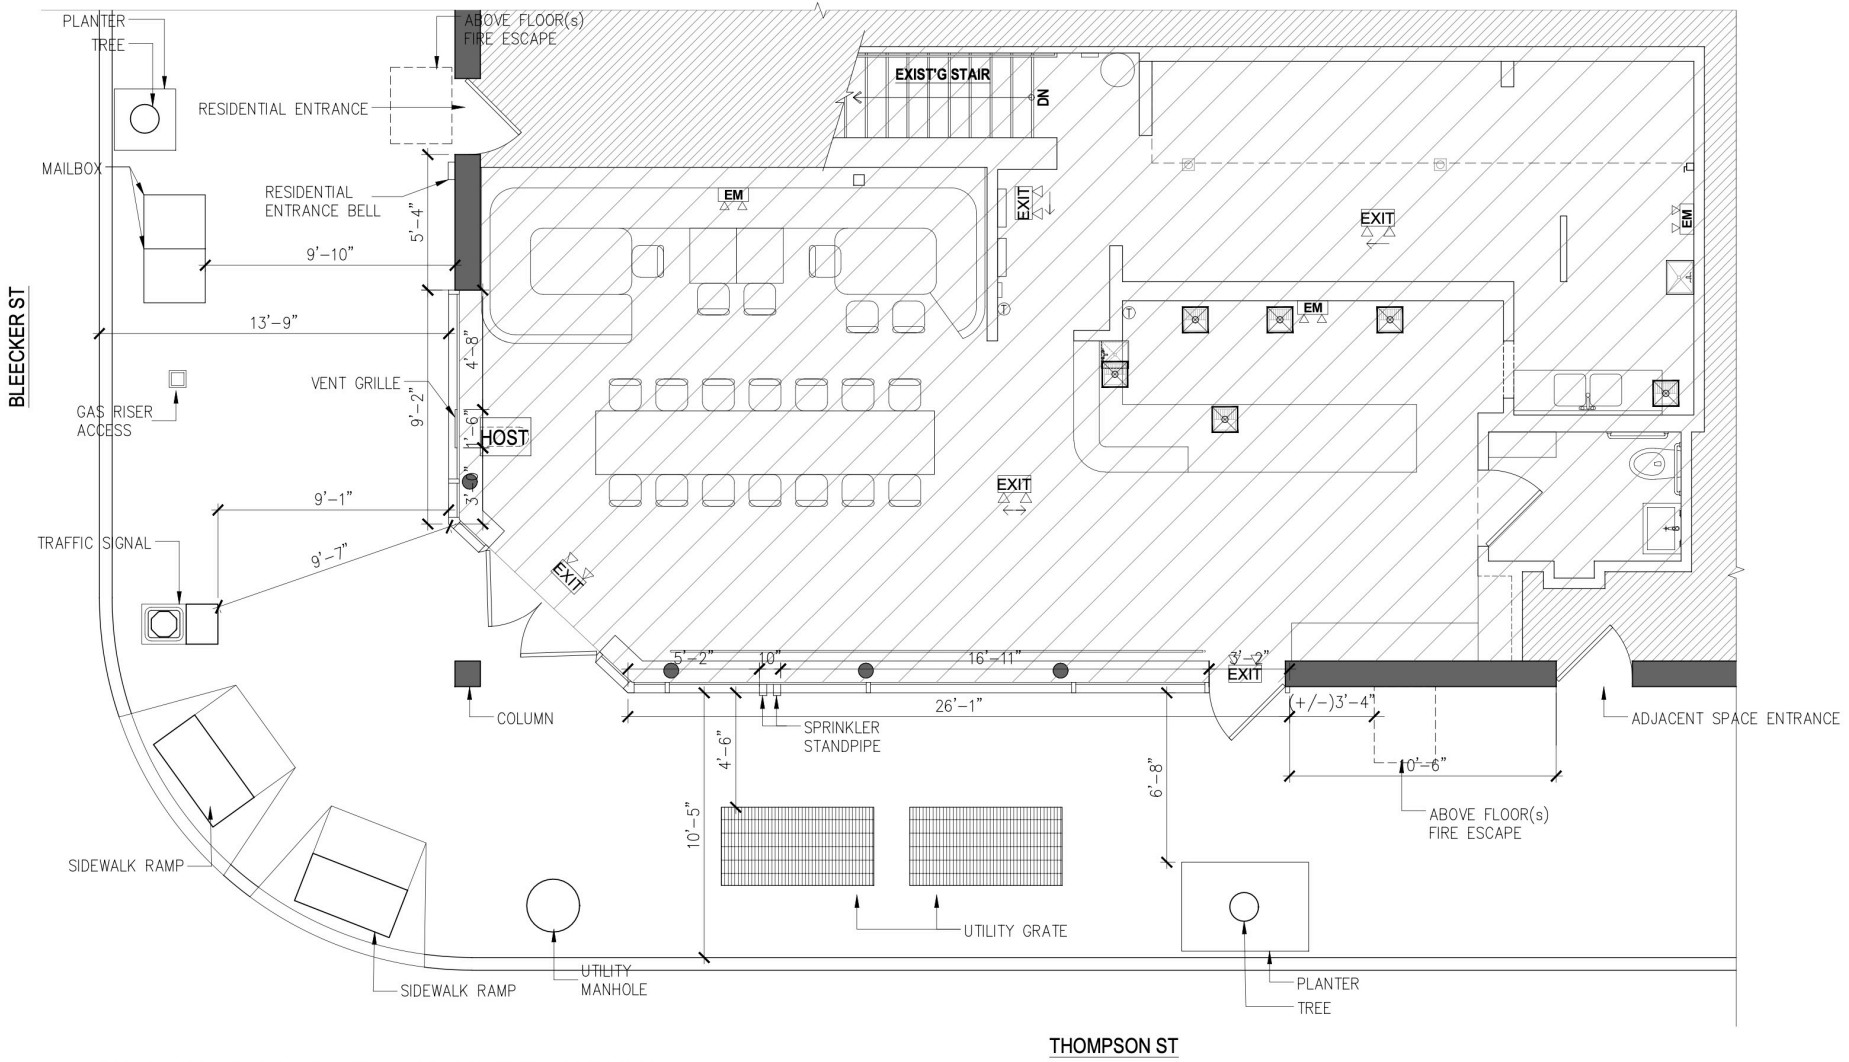 PLANTER
TREE
ABOVE FLOOR(s)
FIRE ESCAPE
EXIST'G STAIR
DN
RESIDENTIAL ENTRANCE
MAILBOX
RESIDENTIAL
ENTRANCE BELL
5'-4"
EM
EXIT
EXIT
EM
9'-10"
13'-9"
BLEECKER ST
4'-8"
T
T
EM
VENT GRILLE
9'-2"
GAS RISER
ACCESS
1'-6"
HOST
EXIT
9'-1"
TRAFFIC SIGNAL
9'-7"
EXIT
5'-2"
10"
16'-11"
3'-2"
EXIT
26'-1"
(+/-)3'-4"
COLUMN
SPRINKLER
STANDPIPE
ADJACENT SPACE ENTRANCE
4'-6"
6'-8"
10'-6"
10'-5"
ABOVE FLOOR(s)
FIRE ESCAPE
SIDEWALK RAMP
UTILITY GRATE
UTILITY
MANHOLE
SIDEWALK RAMP
PLANTER
TREE
THOMPSON ST